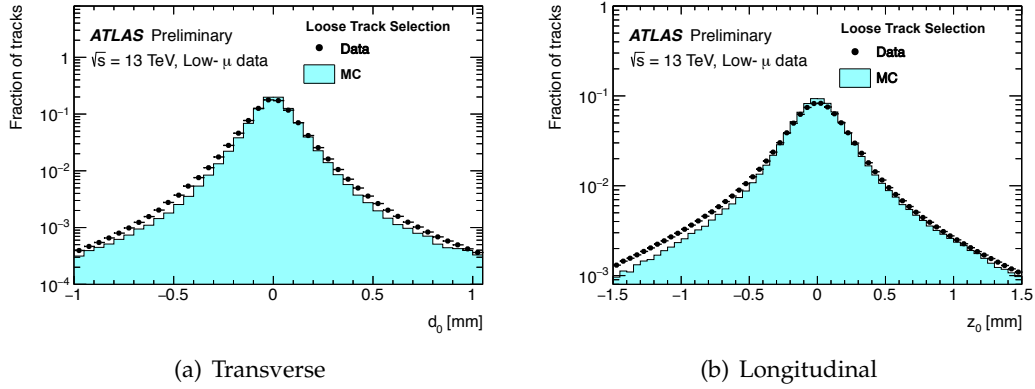 Fraction of tracks
1
10⁻¹
10⁻²
10⁻³
10⁻⁴
ATLAS Preliminary
√s = 13 TeV, Low- μ data
Loose Track Selection
Data
MC
−1 −0.5 0 0.5 1
d₀ [mm]
(a) Transverse
Fraction of tracks
1
10⁻¹
10⁻²
10⁻³
ATLAS Preliminary
√s = 13 TeV, Low- μ data
Loose Track Selection
Data
MC
−1.5 −1 −0.5 0 0.5 1 1.5
z₀ [mm]
(b) Longitudinal